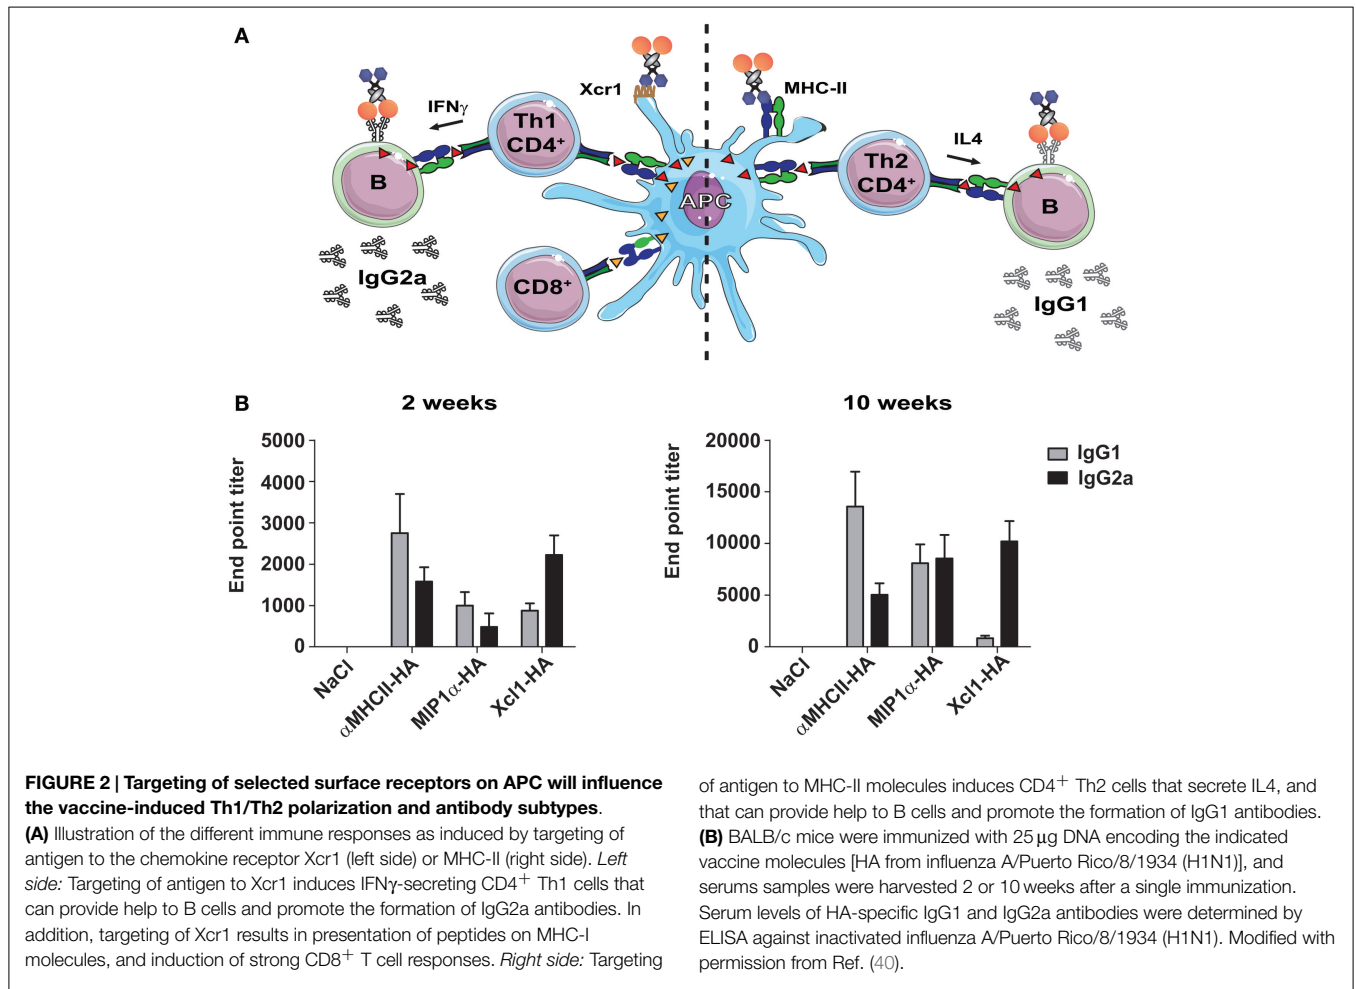 A
Xcr1
MHC-II
IFNγ
IL4
Th1
CD4+
Th2
CD4+
APC
B
B
CD8+
IgG2a
IgG1
B
2 weeks
5000
4000
3000
2000
1000
0
End point titer
NaCl
αMHCII-HA
MIP1α-HA
Xcl1-HA
10 weeks
20000
15000
10000
5000
0
End point titer
NaCl
αMHCII-HA
MIP1α-HA
Xcl1-HA
IgG1
IgG2a
FIGURE 2 | Targeting of selected surface receptors on APC will influence
the vaccine-induced Th1/Th2 polarization and antibody subtypes.
(A) Illustration of the different immune responses as induced by targeting of
antigen to the chemokine receptor Xcr1 (left side) or MHC-II (right side). Left
side: Targeting of antigen to Xcr1 induces IFNγ-secreting CD4+ Th1 cells that
can provide help to B cells and promote the formation of IgG2a antibodies. In
addition, targeting of Xcr1 results in presentation of peptides on MHC-I
molecules, and induction of strong CD8+ T cell responses. Right side: Targeting
of antigen to MHC-II molecules induces CD4+ Th2 cells that secrete IL4, and
that can provide help to B cells and promote the formation of IgG1 antibodies.
(B) BALB/c mice were immunized with 25 μg DNA encoding the indicated
vaccine molecules [HA from influenza A/Puerto Rico/8/1934 (H1N1)], and
serums samples were harvested 2 or 10 weeks after a single immunization.
Serum levels of HA-specific IgG1 and IgG2a antibodies were determined by
ELISA against inactivated influenza A/Puerto Rico/8/1934 (H1N1). Modified with
permission from Ref. (40).